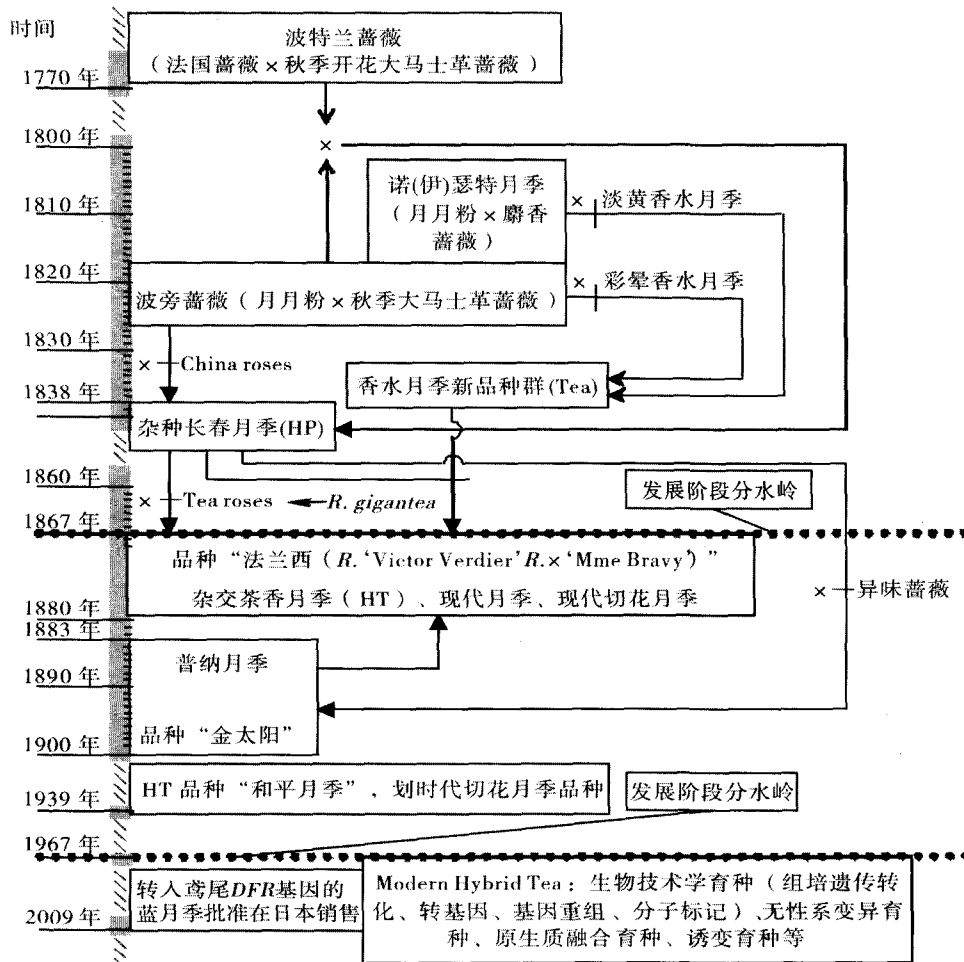 时间
波特兰蔷薇
（法国蔷薇×秋季开花大马士革蔷薇）
1770年
×
1800年
诺(伊)瑟特月季
（月月粉×麝香
蔷薇）
× 淡黄香水月季
1810年
× 彩晕香水月季
1820年
波旁蔷薇（月月粉×秋季大马士革蔷薇）
1830年
× China roses
香水月季新品种群(Tea)
1838年
杂种长春月季(HP)
1860年
× Tea roses R. gigantea
发展阶段分水岭
1867年
品种“法兰西（R. ‘Victor Verdier’R.×‘Mme Bravy’）”
杂交茶香月季（HT）、现代月季、现代切花月季
× 异味蔷薇
1880年
1883年
普纳月季
1890年
品种“金太阳”
1900年
HT 品种“和平月季”，划时代切花月季品种
发展阶段分水岭
1939年
1967年
转入鸢尾DFR基因的
蓝月季批准在日本销售
2009年
Modern Hybrid Tea：生物技术学育种（组培遗传转
化、转基因、基因重组、分子标记）、无性系变异育
种、原生质融合育种、诱变育种等